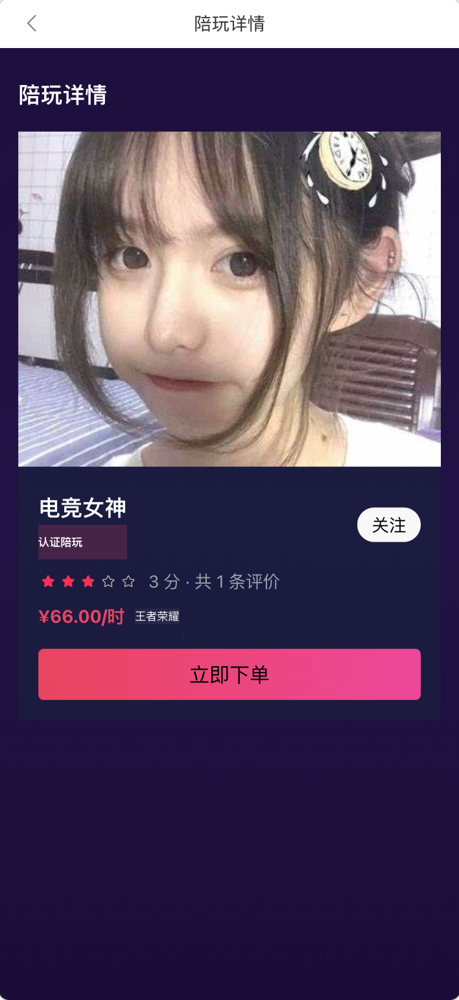 陪玩详情
陪玩详情
电竞女神
关注
认证陪玩
3 分 · 共 1 条评价
¥66.00/时 王者荣耀
立即下单